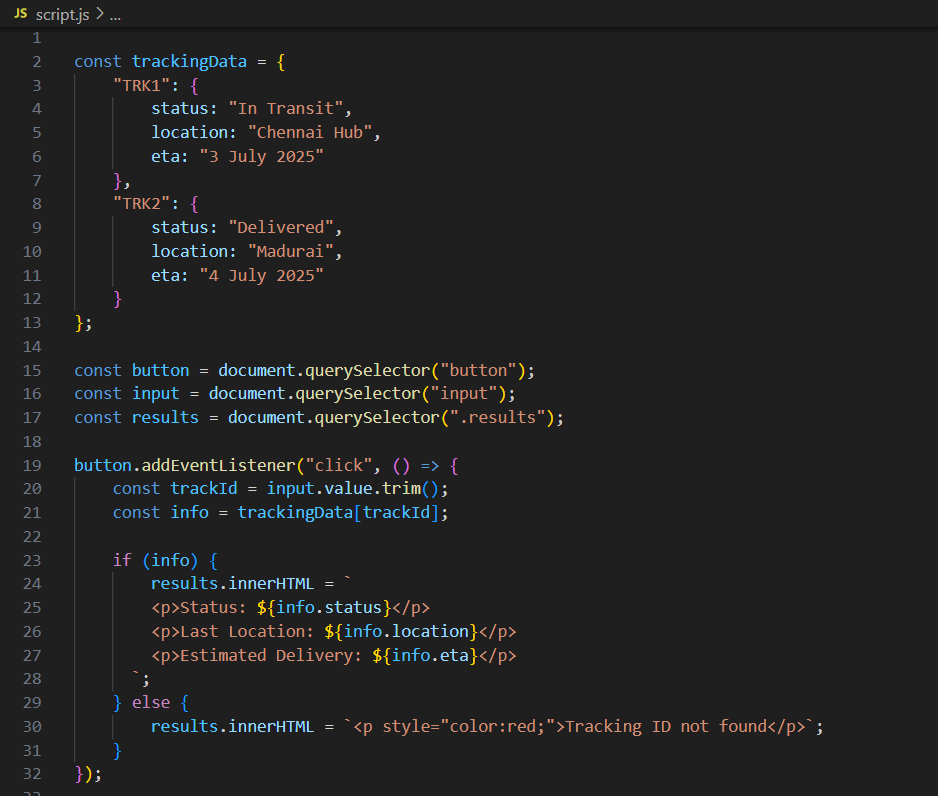 JS script.js > ...
1
2 const trackingData = {
3     "TRK1": {
4         status: "In Transit",
5         location: "Chennai Hub",
6         eta: "3 July 2025"
7     },
8     "TRK2": {
9         status: "Delivered",
10         location: "Madurai",
11         eta: "4 July 2025"
12     }
13 };
14
15 const button = document.querySelector("button");
16 const input = document.querySelector("input");
17 const results = document.querySelector(".results");
18
19 button.addEventListener("click", () => {
20     const trackId = input.value.trim();
21     const info = trackingData[trackId];
22
23     if (info) {
24         results.innerHTML = `
25         <p>Status: ${info.status}</p>
26         <p>Last Location: ${info.location}</p>
27         <p>Estimated Delivery: ${info.eta}</p>
28       `;
29     } else {
30         results.innerHTML = `<p style="color:red;">Tracking ID not found</p>`;
31     }
32 });
33